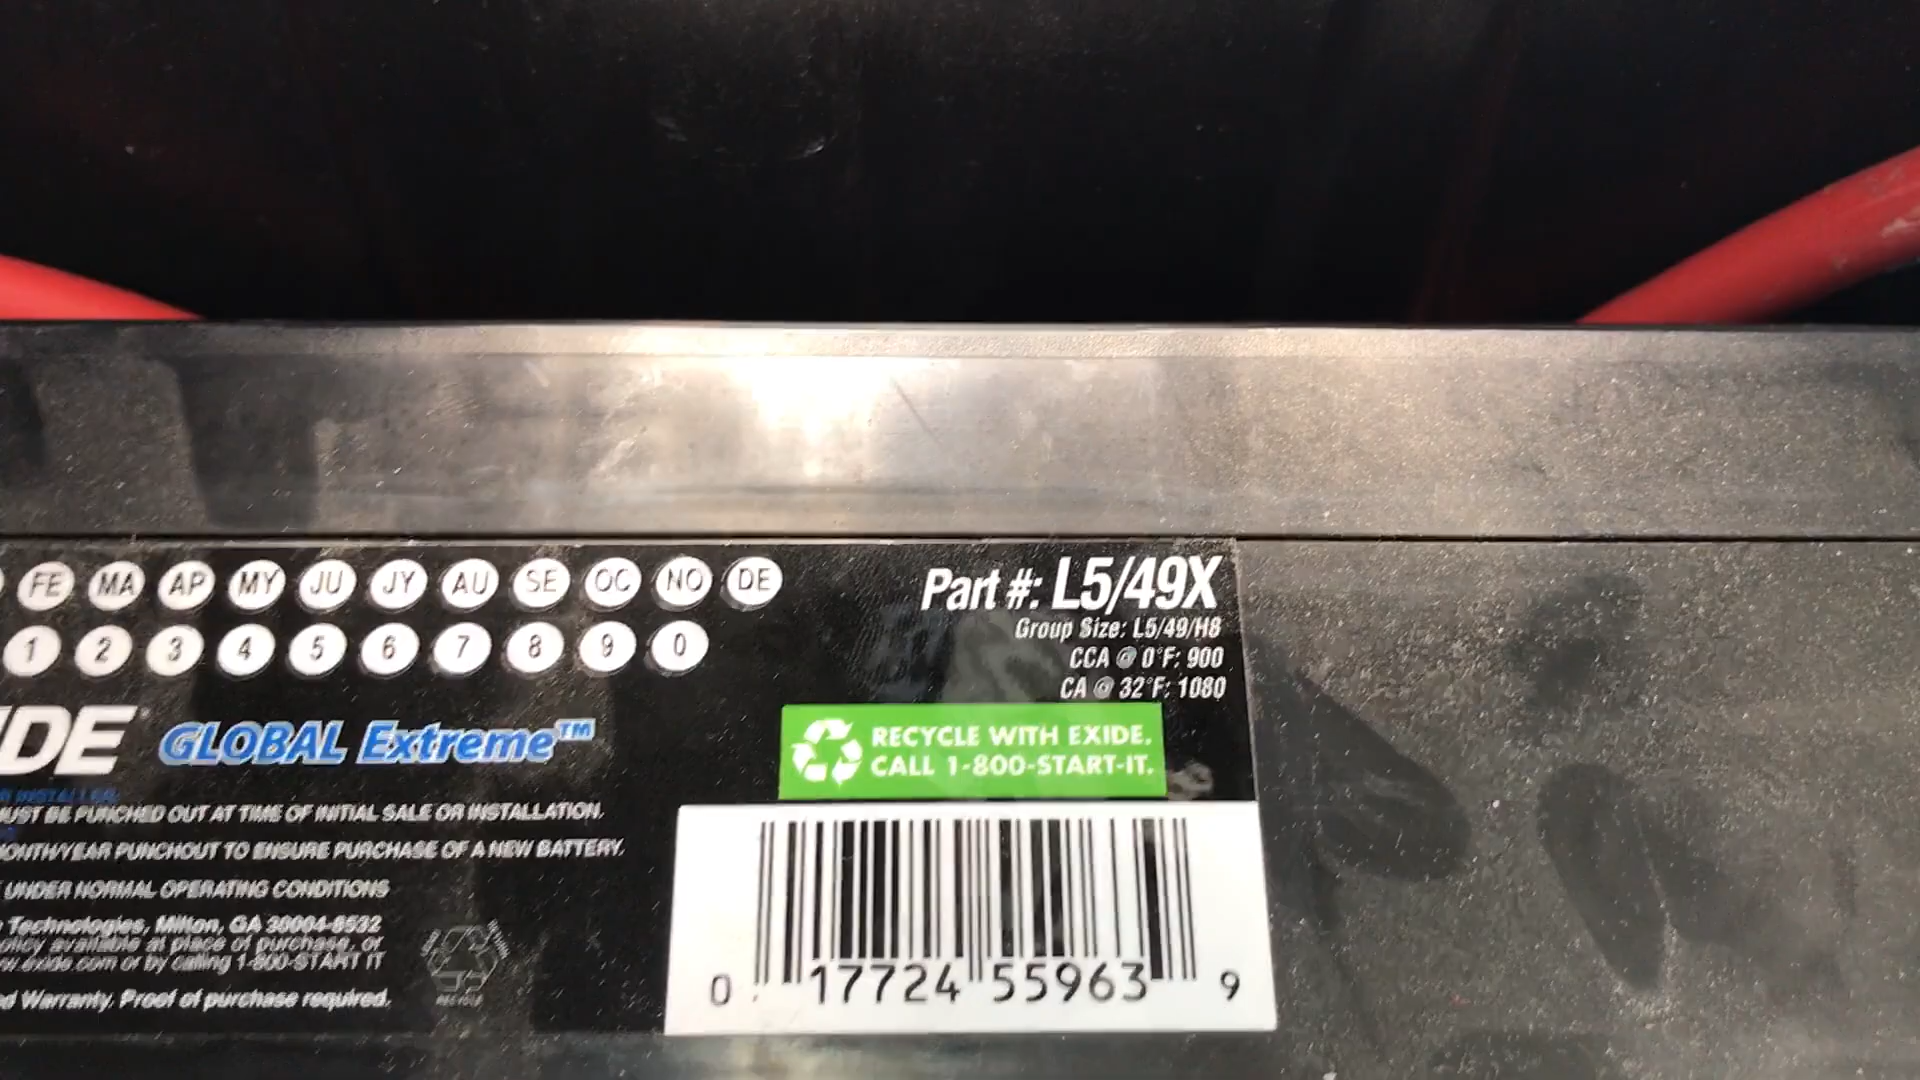 FE MA AP MY JU JY AU SE OC NO DE
1 2 3 4 5 6 7 8 9 0
Part #: L5/49X
Group Size: L5/49/H8
CCA @ 0°F: 900
CA @ 32°F: 1080
IDE GLOBAL Extreme™
RECYCLE WITH EXIDE.
CALL 1-800-START-IT.
INSTALLER
UST BE PUNCHED OUT AT TIME OF INITIAL SALE OR INSTALLATION.
ONTH/YEAR PUNCHOUT TO ENSURE PURCHASE OF A NEW BATTERY.
UNDER NORMAL OPERATING CONDITIONS
Technologies, Milton, GA 30004-8532
olicy available at place of purchase, or
w.exide.com or by calling 1-800-START IT
d Warranty. Proof of purchase required.
RECYCLE
0 17724 55963 9